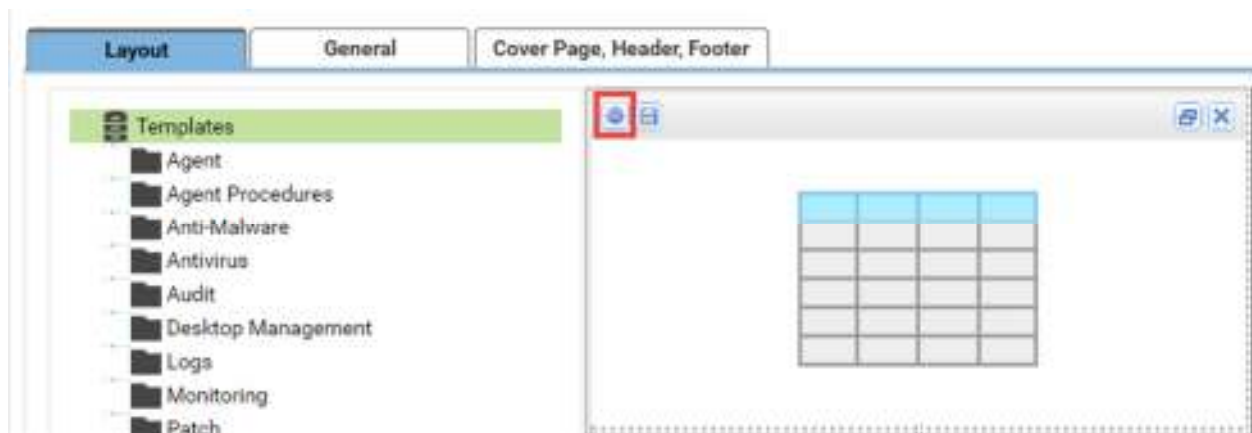 Layout General Cover Page, Header, Footer
Templates
Agent
Agent Procedures
Anti-Malware
Antivirus
Audit
Desktop Management
Logs
Monitoring
Patch